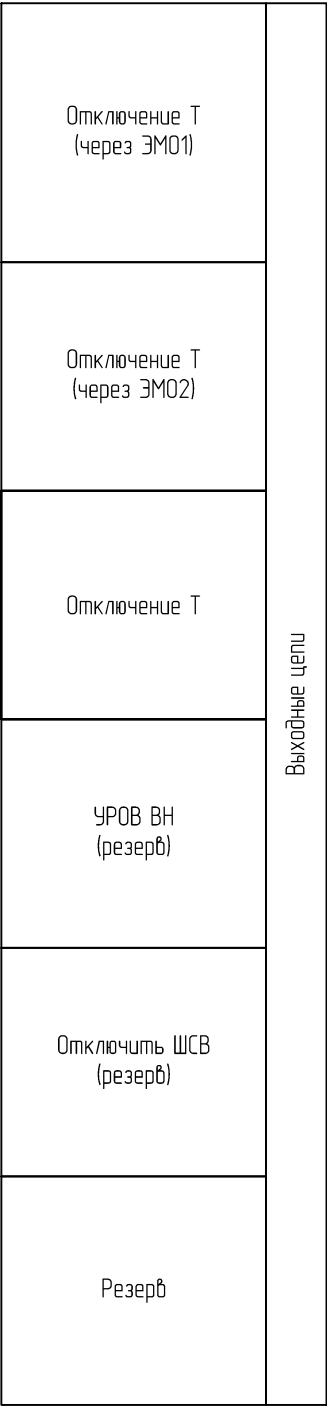 Отключение Т
(через ЭМО1)
Отключение Т
(через ЭМО2)
Отключение Т
УРОВ ВН
(резерв)
Отключить ШСВ
(резерв)
Резерв
Выходные цепи